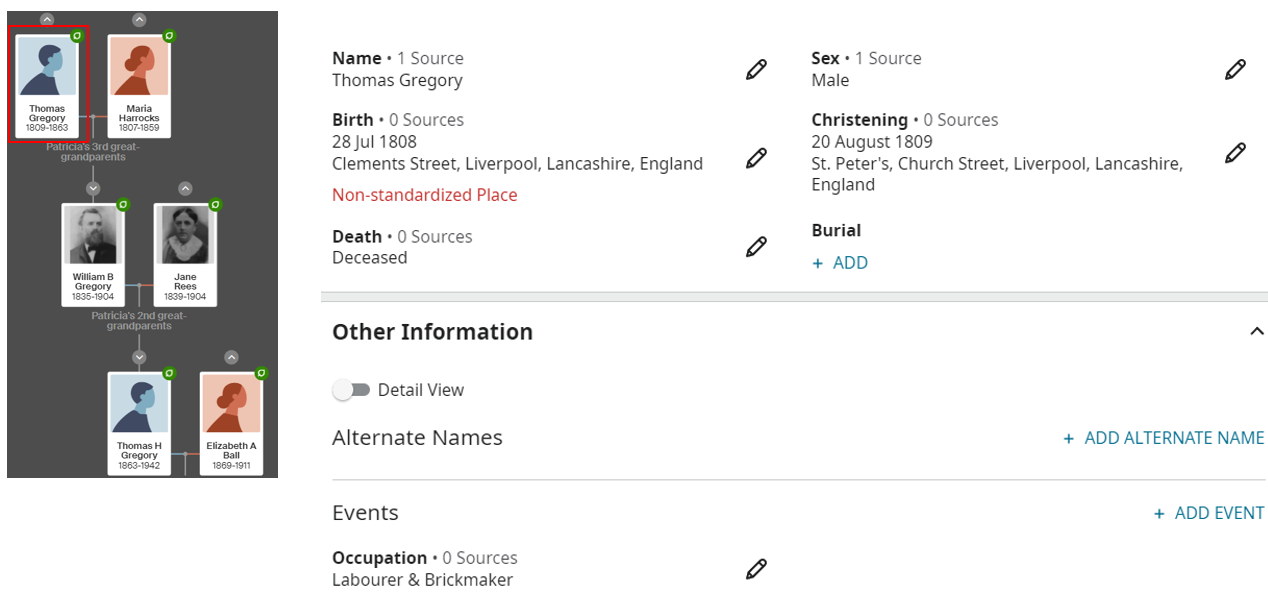 Thomas
Gregory
1809-1863
Maria
Harrocks
1807-1859
Patricia's 3rd great-
grandparents
William B
Gregory
1835-1904
Jane
Rees
1839-1904
Patricia's 2nd great-
grandparents
Thomas H
Gregory
1863-1942
Elizabeth A
Ball
1869-1911
Name • 1 Source
Thomas Gregory
Sex • 1 Source
Male
Birth • 0 Sources
28 Jul 1808
Clements Street, Liverpool, Lancashire, England
Non-standardized Place
Christening • 0 Sources
20 August 1809
St. Peter's, Church Street, Liverpool, Lancashire,
England
Death • 0 Sources
Deceased
Burial
+ ADD
Other Information
Detail View
Alternate Names
+ ADD ALTERNATE NAME
Events
+ ADD EVENT
Occupation • 0 Sources
Labourer & Brickmaker